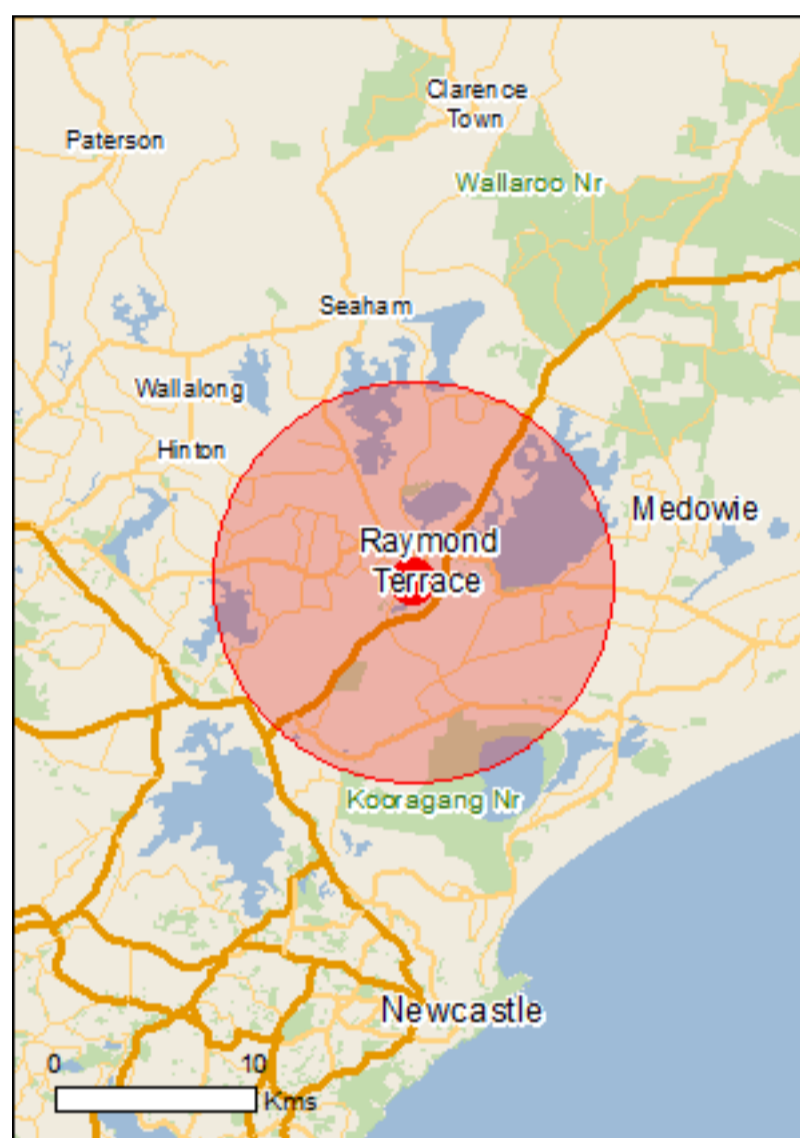 Clarence
Town
Paterson
Wallaroo Nr
Seaham
Wallalong
Hinton
Medowie
Raymond
Terrace
Kooragang Nr
Newcastle
0 10
Kms